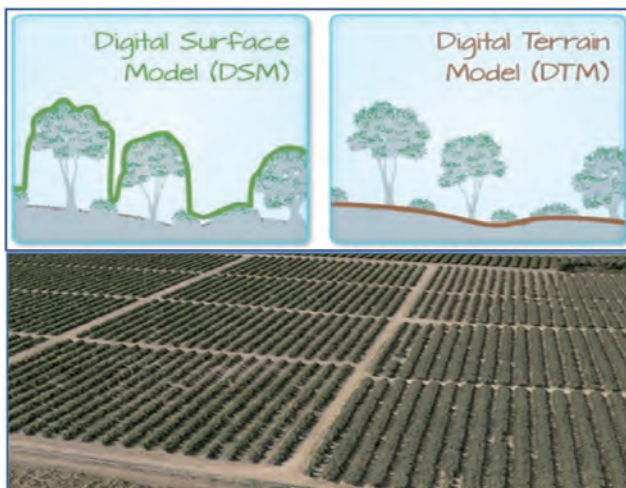 Digital Surface
Model (DSM)
Digital Terrain
Model (DTM)